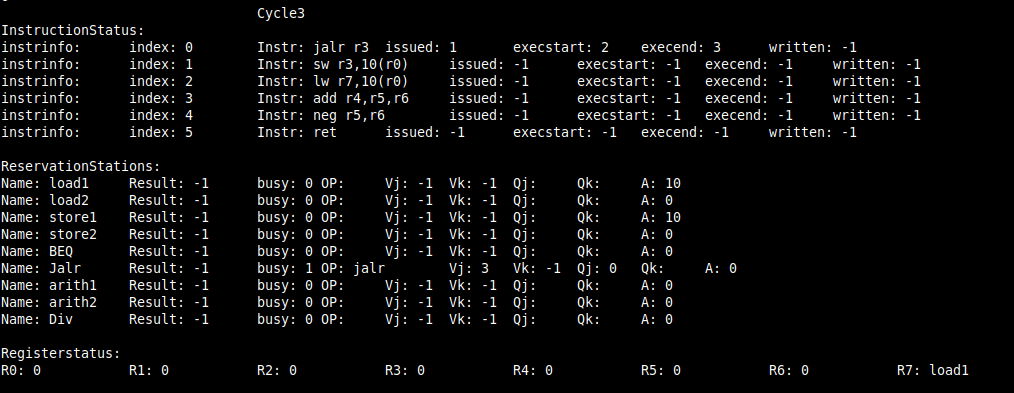 Cycle3
InstructionStatus:
instrinfo: index: 0 Instr: jalr r3 issued: 1 execstart: 2 execend: 3 written: -1
instrinfo: index: 1 Instr: sw r3,10(r0) issued: -1 execstart: -1 execend: -1 written: -1
instrinfo: index: 2 Instr: lw r7,10(r0) issued: -1 execstart: -1 execend: -1 written: -1
instrinfo: index: 3 Instr: add r4,r5,r6 issued: -1 execstart: -1 execend: -1 written: -1
instrinfo: index: 4 Instr: neg r5,r6 issued: -1 execstart: -1 execend: -1 written: -1
instrinfo: index: 5 Instr: ret issued: -1 execstart: -1 execend: -1 written: -1
ReservationStations:
Name: load1 Result: -1 busy: 0 OP: Vj: -1 Vk: -1 Qj: Qk: A: 10
Name: load2 Result: -1 busy: 0 OP: Vj: -1 Vk: -1 Qj: Qk: A: 0
Name: store1 Result: -1 busy: 0 OP: Vj: -1 Vk: -1 Qj: Qk: A: 10
Name: store2 Result: -1 busy: 0 OP: Vj: -1 Vk: -1 Qj: Qk: A: 0
Name: BEQ Result: -1 busy: 0 OP: Vj: -1 Vk: -1 Qj: Qk: A: 0
Name: Jalr Result: -1 busy: 1 OP: jalr Vj: 3 Vk: -1 Qj: 0 Qk: A: 0
Name: arith1 Result: -1 busy: 0 OP: Vj: -1 Vk: -1 Qj: Qk: A: 0
Name: arith2 Result: -1 busy: 0 OP: Vj: -1 Vk: -1 Qj: Qk: A: 0
Name: Div Result: -1 busy: 0 OP: Vj: -1 Vk: -1 Qj: Qk: A: 0
Registerstatus:
R0: 0 R1: 0 R2: 0 R3: 0 R4: 0 R5: 0 R6: 0 R7: load1